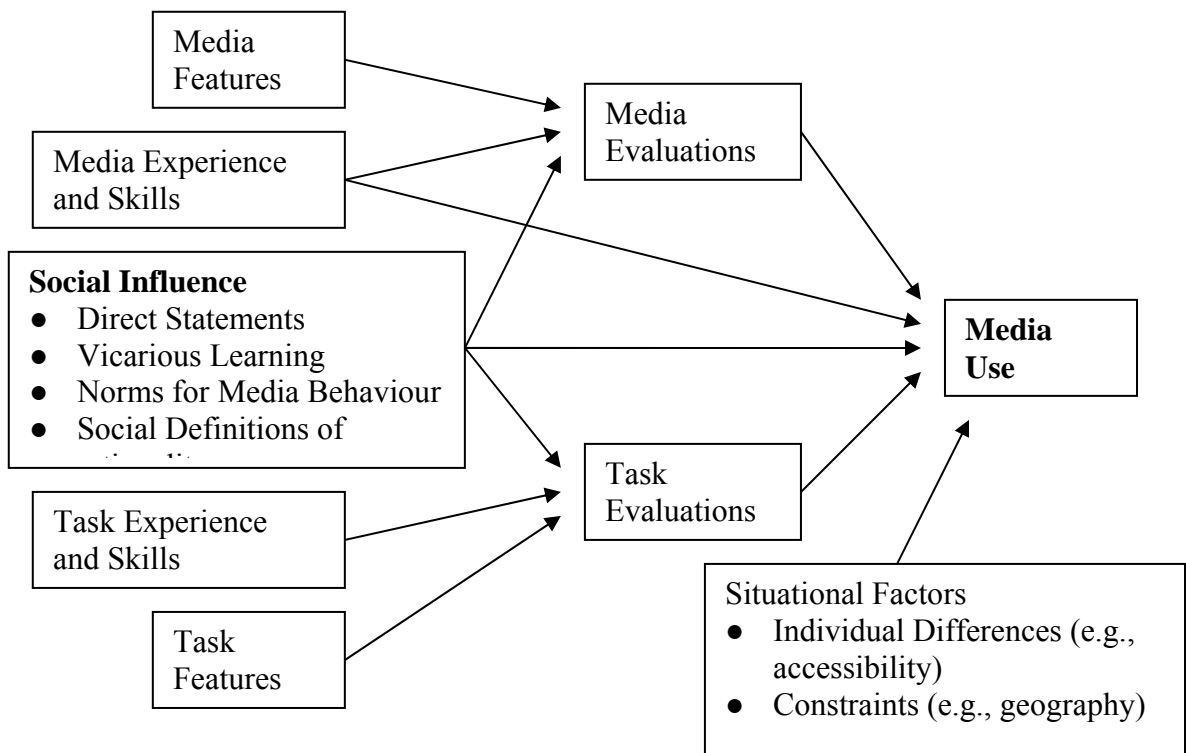 Media
Features
Media
Evaluations
Media Experience
and Skills
Social Influence
● Direct Statements
● Vicarious Learning
● Norms for Media Behaviour
● Social Definitions of
Media
Use
Task
Evaluations
Task Experience
and Skills
Task
Features
Situational Factors
● Individual Differences (e.g.,
accessibility)
● Constraints (e.g., geography)